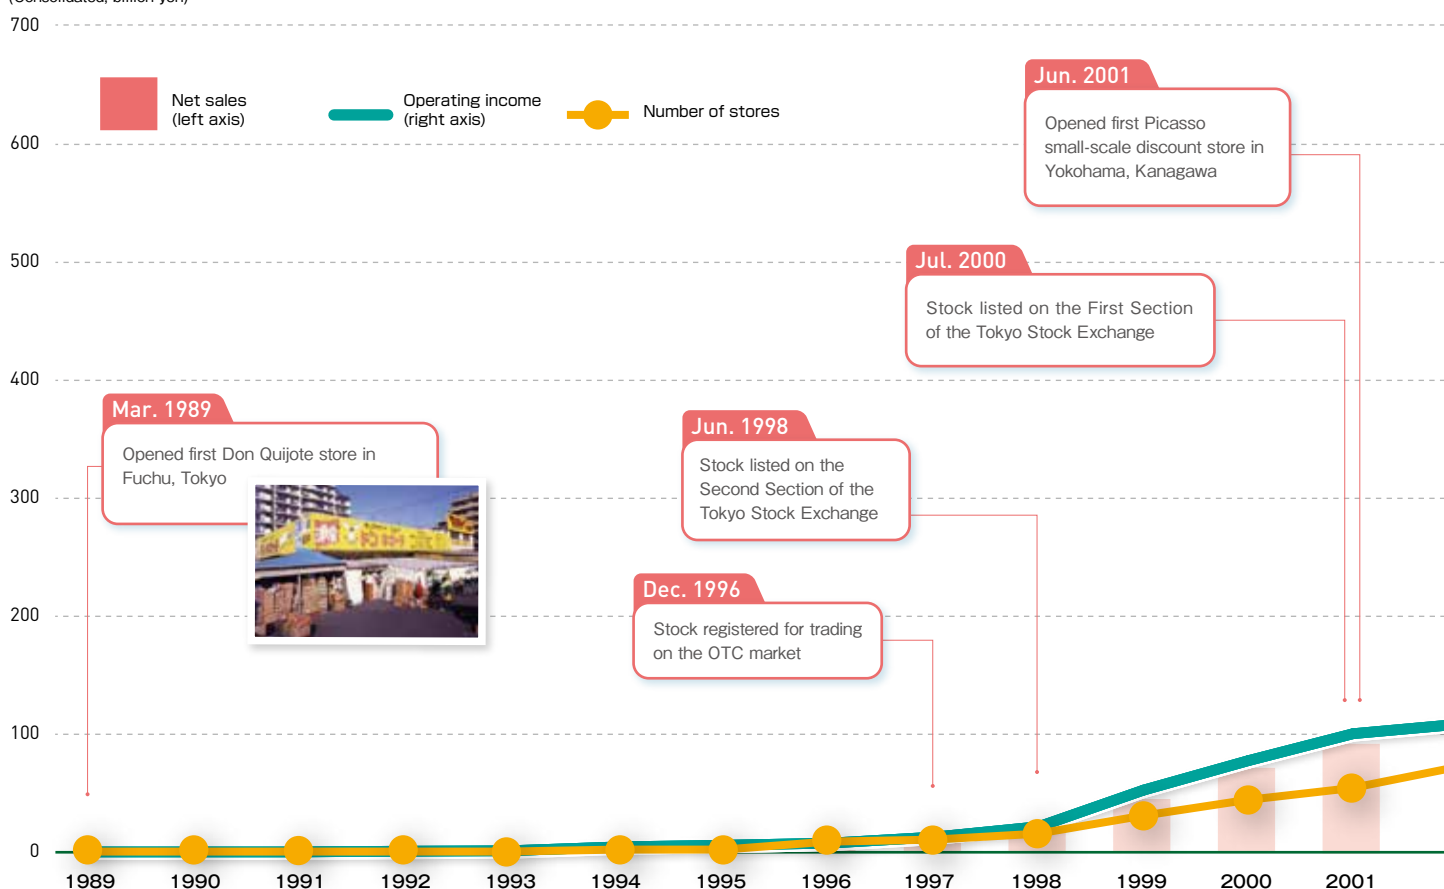 (Consolidated, billion yen)
700
600
500
400
300
200
100
0
Net sales
(left axis)
Operating income
(right axis)
Number of stores
Jun. 2001
Opened first Picasso
small-scale discount store in
Yokohama, Kanagawa
Jul. 2000
Stock listed on the First Section
of the Tokyo Stock Exchange
Mar. 1989
Opened first Don Quijote store in
Fuchu, Tokyo
Jun. 1998
Stock listed on the
Second Section of the
Tokyo Stock Exchange
Dec. 1996
Stock registered for trading
on the OTC market
1989 1990 1991 1992 1993 1994 1995 1996 1997 1998 1999 2000 2001